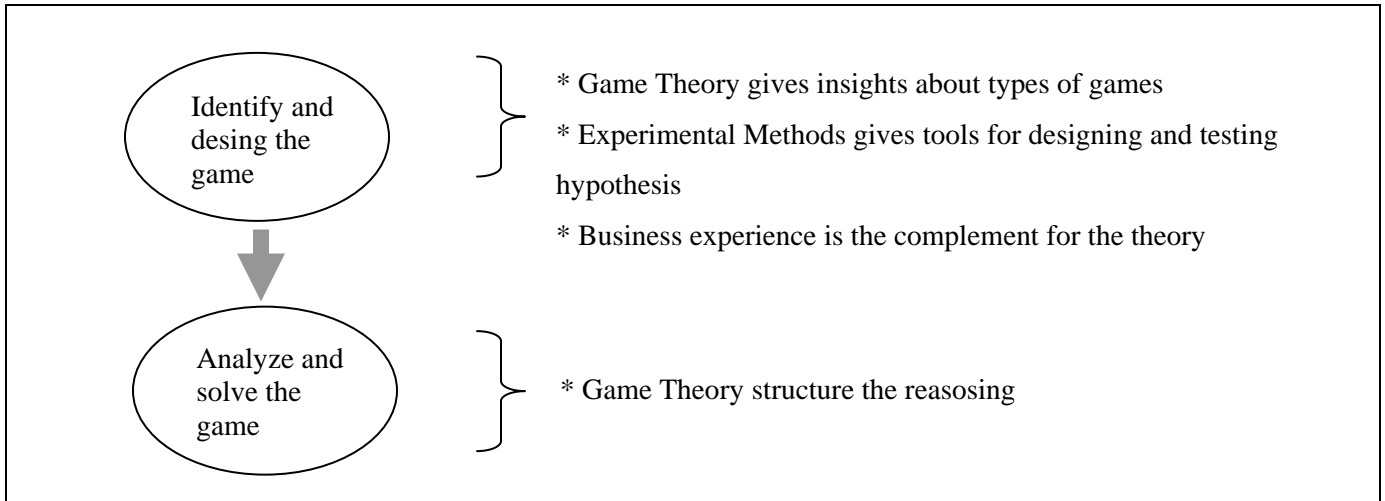 Identify and
desing the
game
* Game Theory gives insights about types of games
* Experimental Methods gives tools for designing and testing
hypothesis
* Business experience is the complement for the theory
Analyze and
solve the
game
* Game Theory structure the reasosing